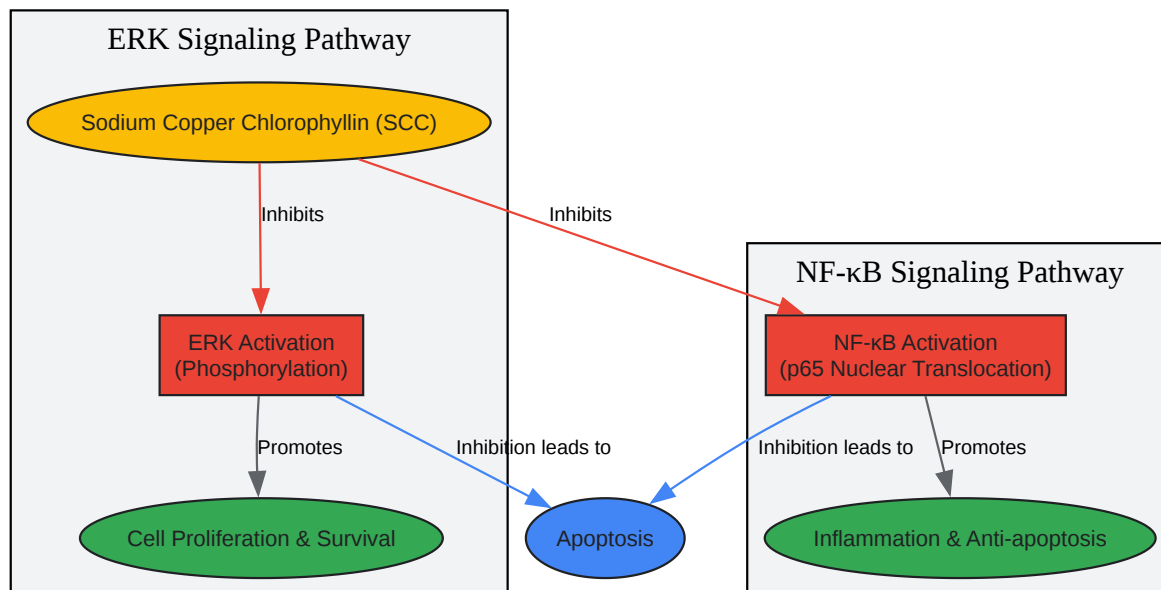 ERK Signaling Pathway
Sodium Copper Chlorophyllin (SCC)
Inhibits
Inhibits
NF-κB Signaling Pathway
ERK Activation
(Phosphorylation)
NF-κB Activation
(p65 Nuclear Translocation)
Promotes
Inhibition leads to
Inhibition leads to
Promotes
Cell Proliferation & Survival
Apoptosis
Inflammation & Anti-apoptosis